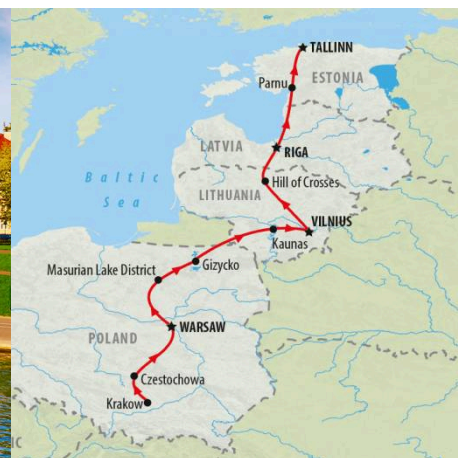 TALLINN
Parnu
ESTONIA
LATVIA
RIGA
Baltic
Sea
Hill of Crosses
LITHUANIA
VILNIUS
Kaunas
Gizycko
Masurian Lake District
WARSAW
POLAND
Czestochowa
Krakow
IC